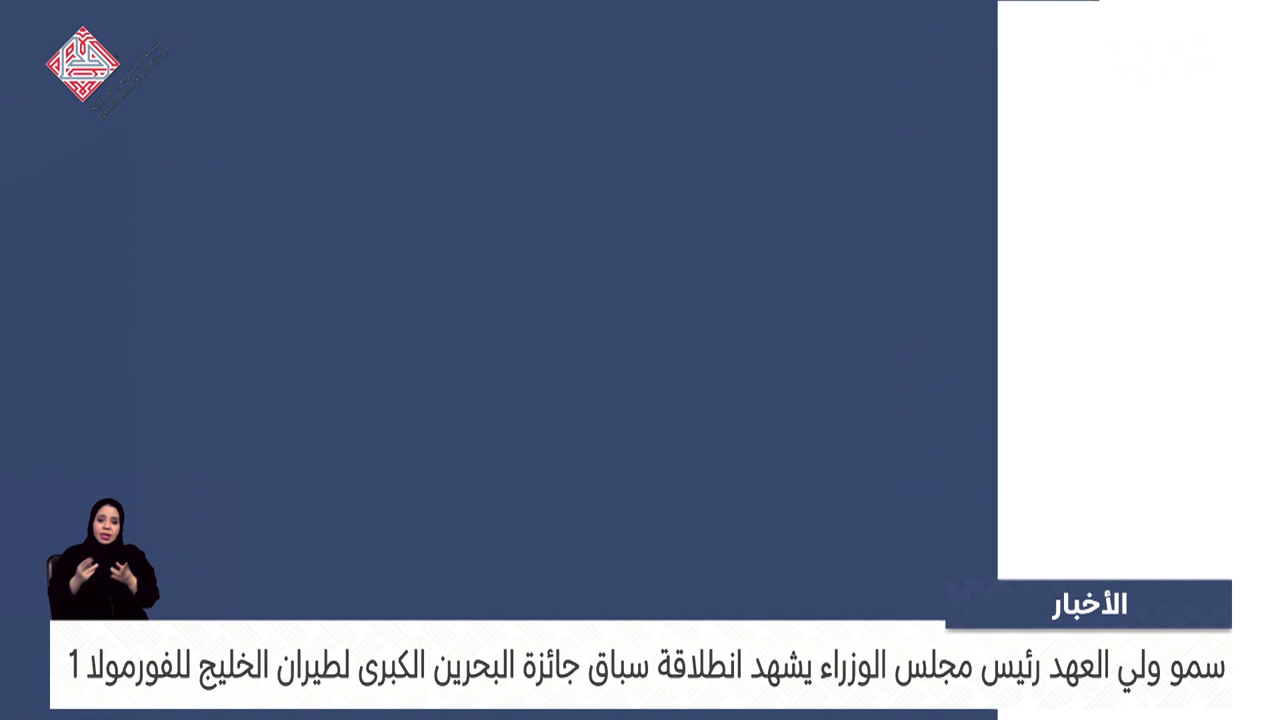 الأخبار
سمو ولي العهد رئيس مجلس الوزراء يشهد انطلاقة سباق جائزة البحرين الكبرى لطيران الخليج للفورمولا 1